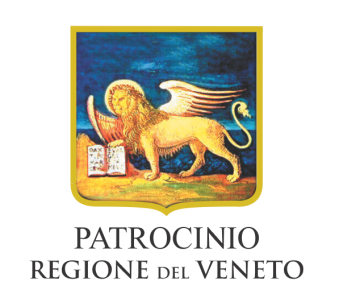 PATROCINIO
REGIONE DEL VENETO